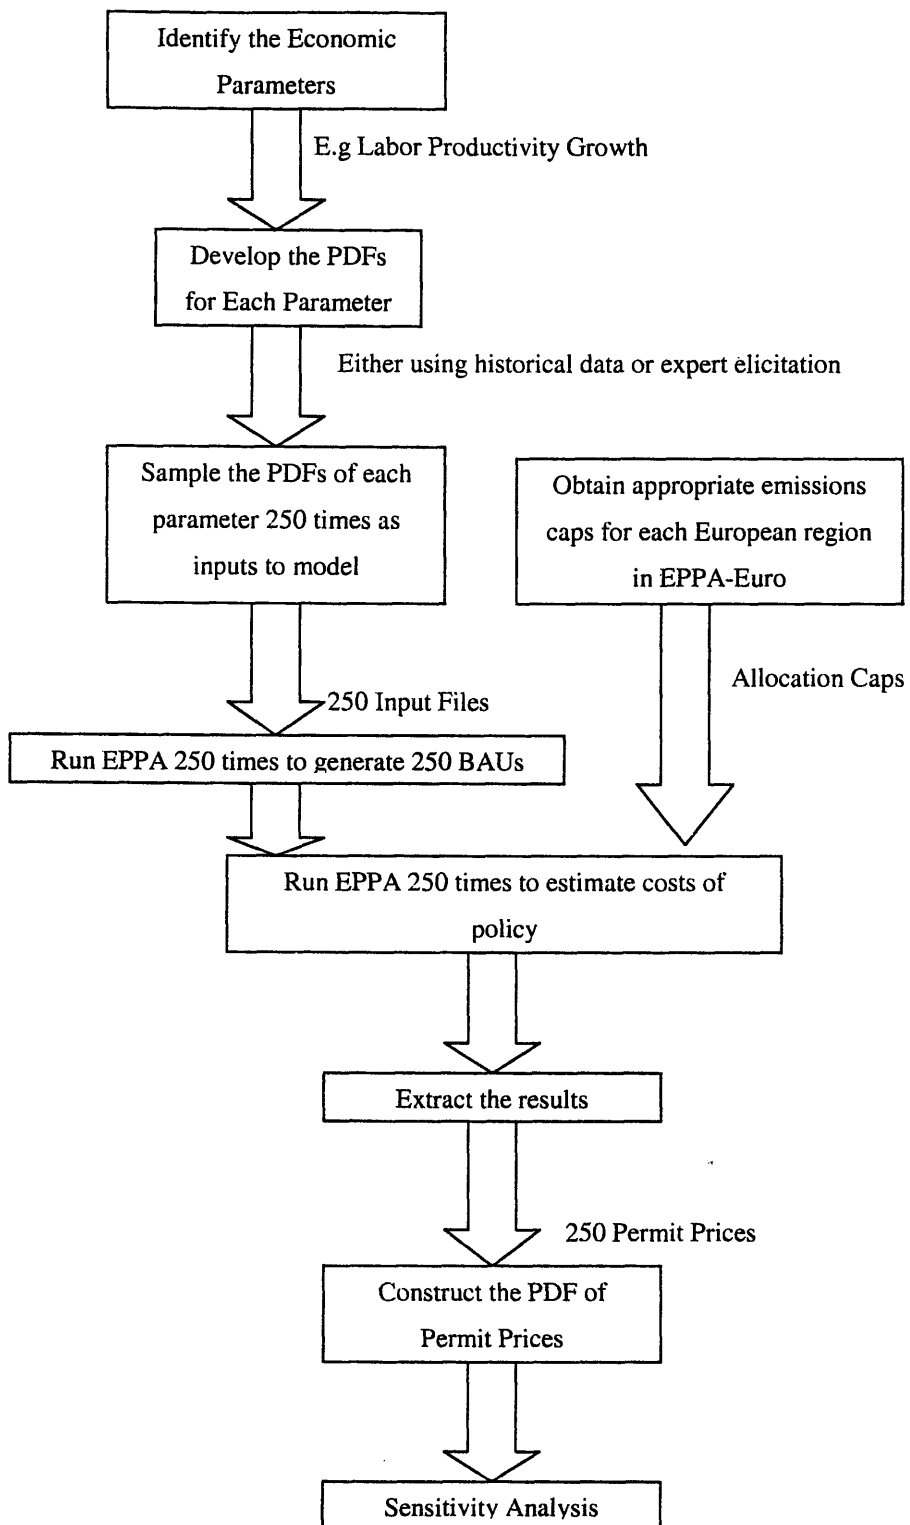 Identify the Economic
Parameters
E.g Labor Productivity Growth
Develop the PDFs
for Each Parameter
Either using historical data or expert elicitation
Sample the PDFs of each
parameter 250 times as
inputs to model
Obtain appropriate emissions
caps for each European region
in EPPA-Euro
Allocation Caps
250 Input Files
Run EPPA 250 times to generate 250 BAUs
Run EPPA 250 times to estimate costs of
policy
Extract the results
250 Permit Prices
Construct the PDF of
Permit Prices
Sensitivity Analysis